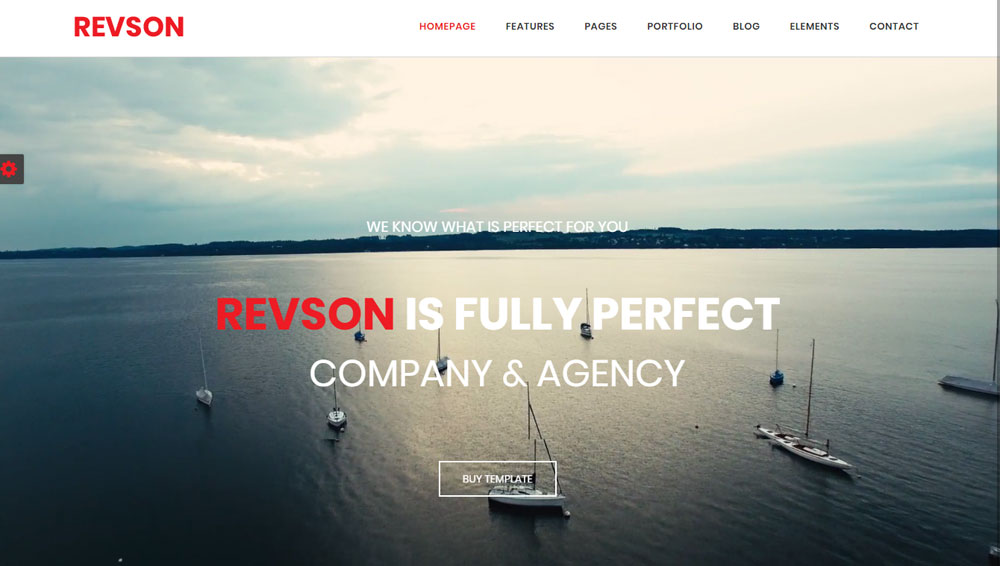 REVSON
HOMEPAGE FEATURES PAGES PORTFOLIO BLOG ELEMENTS CONTACT
WE KNOW WHAT IS PERFECT FOR YOU
REVSON IS FULLY PERFECT
COMPANY & AGENCY
BUY TEMPLATE